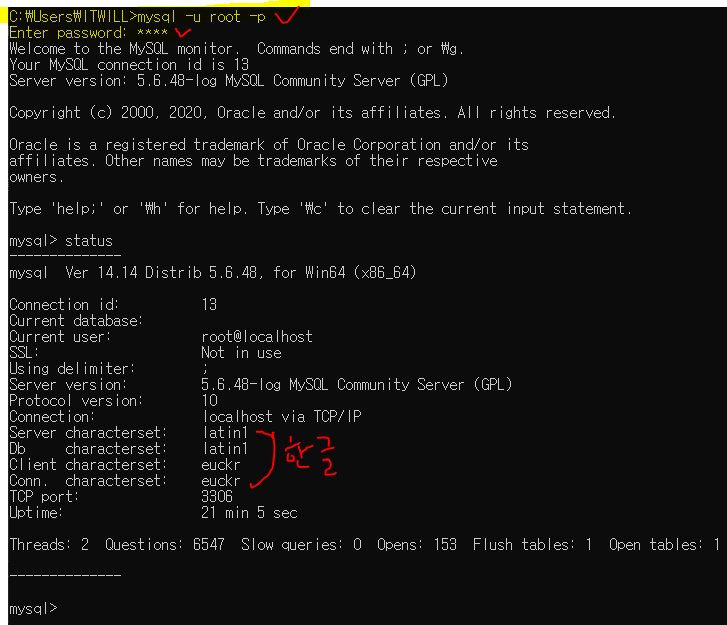 C:₩Users₩ITWILL>mysql -u root -p
Enter password: ****
Welcome to the MySQL monitor.  Commands end with ; or ₩g.
Your MySQL connection id is 13
Server version: 5.6.48-log MySQL Community Server (GPL)
Copyright (c) 2000, 2020, Oracle and/or its affiliates. All rights reserved.
Oracle is a registered trademark of Oracle Corporation and/or its
affiliates. Other names may be trademarks of their respective
owners.
Type 'help;' or '₩h' for help. Type '₩c' to clear the current input statement.
mysql> status
--------------
mysql  Ver 14.14 Distrib 5.6.48, for Win64 (x86_64)
Connection id:          13
Current database:
Current user:           root@localhost
SSL:                    Not in use
Using delimiter:        ;
Server version:         5.6.48-log MySQL Community Server (GPL)
Protocol version:       10
Connection:             localhost via TCP/IP
Server characterset:    latin1
Db     characterset:    latin1
한글
Client characterset:    euckr
Conn.  characterset:    euckr
TCP port:               3306
Uptime:                 21 min 5 sec
Threads: 2  Questions: 6547  Slow queries: 0  Opens: 153  Flush tables: 1  Open tables: 1
--------------
mysql>